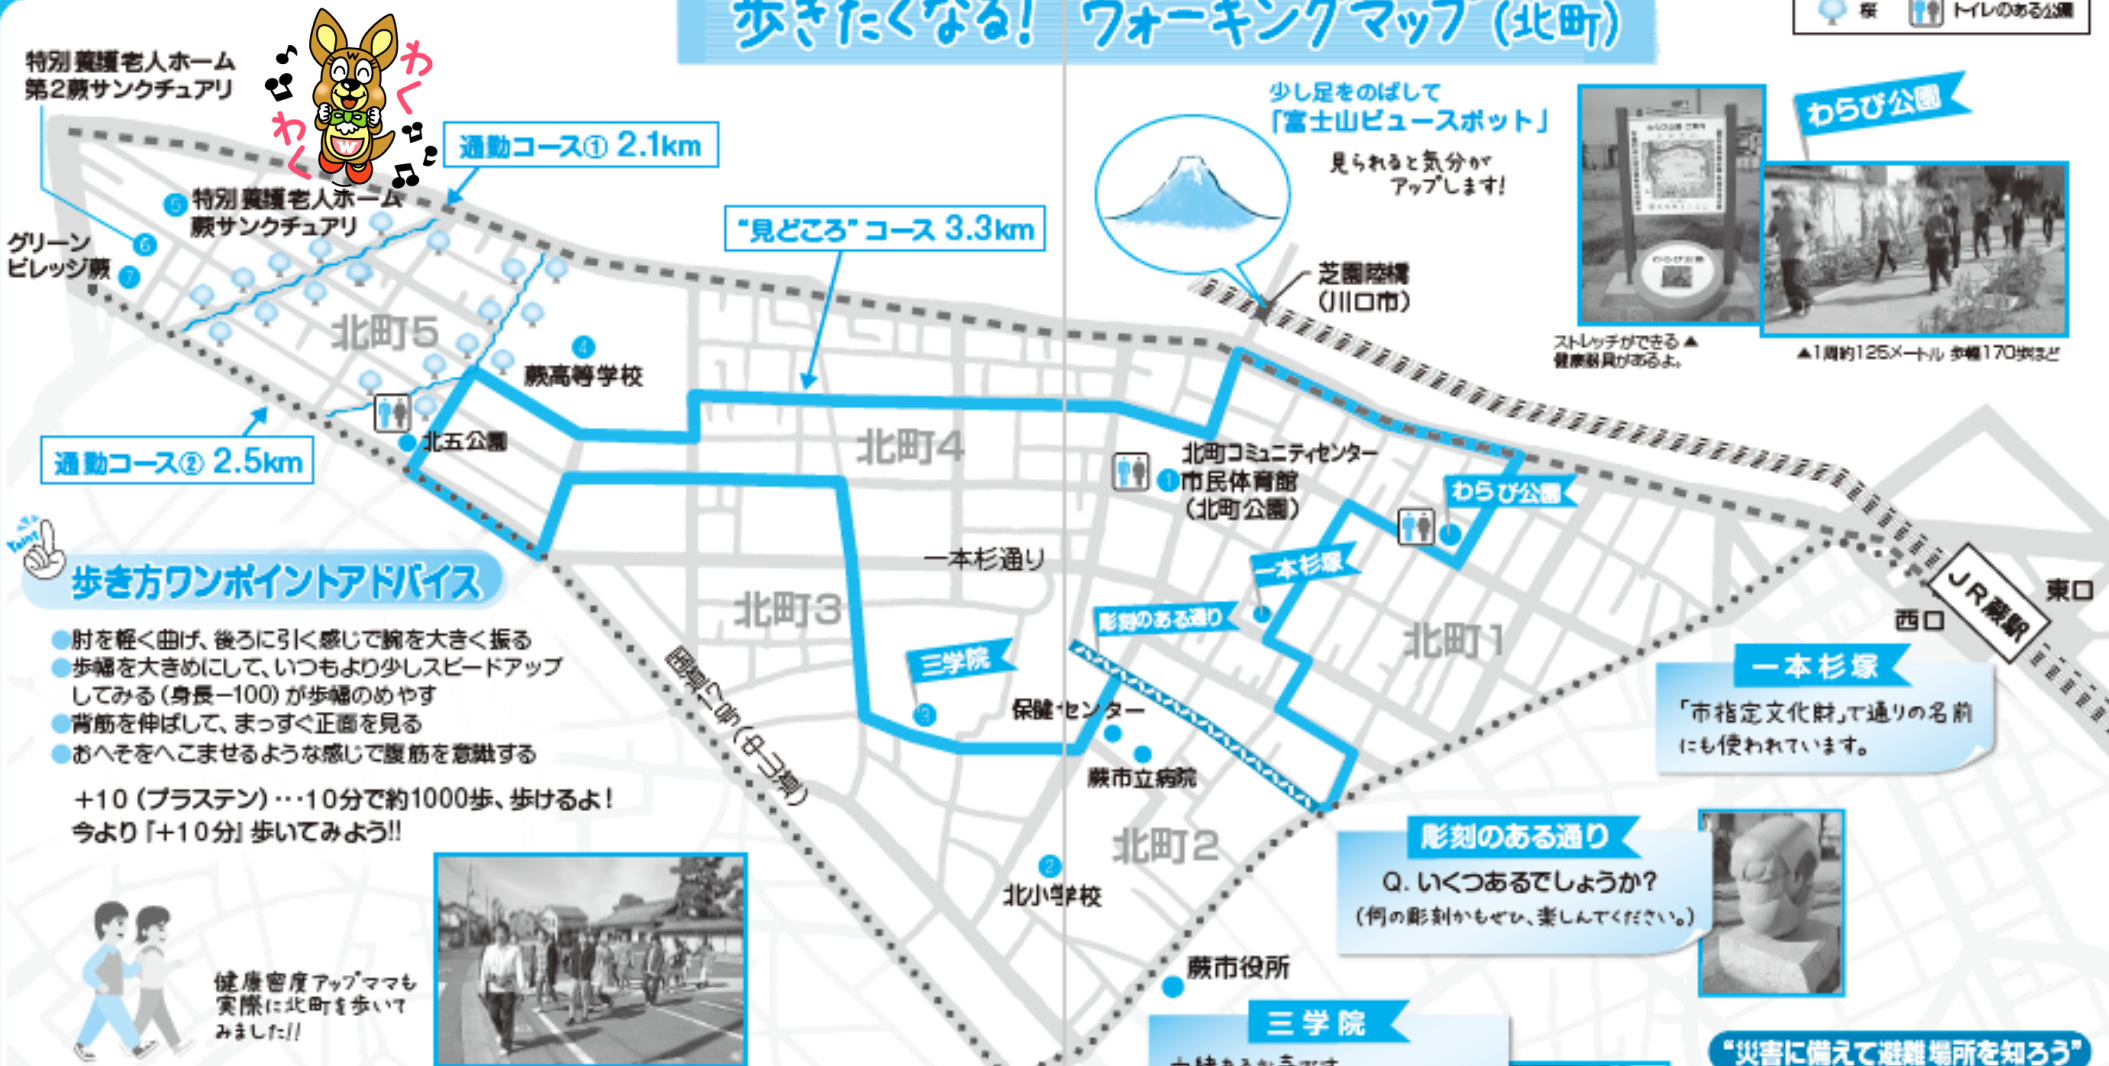 歩きたくなる! ウォーキングマップ(北町)
桜
トイレのある公園
特別養護老人ホーム
第2蕨サンクチュアリ
わく
わく
通勤コース① 2.1km
5 特別養護老人ホーム
蕨サンクチュアリ
グリーン
ビレッジ蕨
6
7
"見どころ"コース 3.3km
少し足をのばして
「富士山ビュースポット」
見られると気分が
アップします!
芝園陸橋
(川口市)
わらび公園
ストレッチができる▲
健康器具があるよ。
▲1周約125メートル 歩幅170歩ほど
北町5
4
蕨高等学校
北五公園
通勤コース② 2.5km
北町4
北町コミュニティセンター
1 市民体育館
(北町公園)
わらび公園
一本杉通り
一本杉塚
彫刻のある通り
北町3
北町1
三学院
3
保健センター
蕨市立病院
北町2
2
北小学校
蕨市役所
国道17号(中山道)
JR蕨駅
東口
西口
Point
歩き方ワンポイントアドバイス
●肘を軽く曲げ、後ろに引く感じで腕を大きく振る
●歩幅を大きめにして、いつもより少しスピードアップ
してみる(身長−100)が歩幅のめやす
●背筋を伸ばして、まっすぐ正面を見る
●おへそをへこませるような感じで腹筋を意識する
+10(プラステン)…10分で約1000歩、歩けるよ!
今より「+10分」歩いてみよう!!
健康密度アップママも
実際に北町を歩いて
みました!!
一本杉塚
「市指定文化財」で通りの名前
にも使われています。
彫刻のある通り
Q. いくつあるでしょうか?
(何の彫刻かもぜひ、楽しんでください。)
三学院
"災害に備えて避難場所を知ろう"